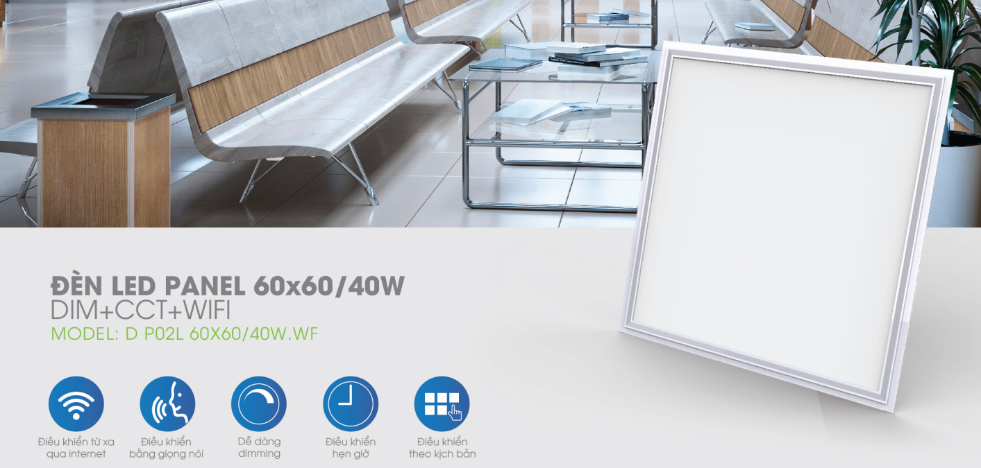 ĐÈN LED PANEL 60x60/40W
DIM+CCT+WIFI
MODEL: D P02L 60X60/40W.WF
Điều khiển từ xa
qua internet
Điều khiển
bằng giọng nói
Dễ dàng
dimming
Điều khiển
hẹn giờ
Điều khiển
theo kịch bản